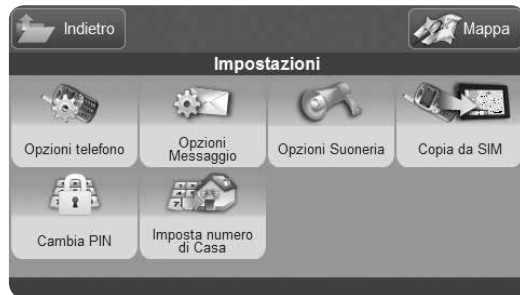 Indietro
Mappa
Impostazioni
Opzioni telefono
Opzioni
Messaggio
Opzioni Suoneria
Copia da SIM
Cambia PIN
Imposta numero
di Casa